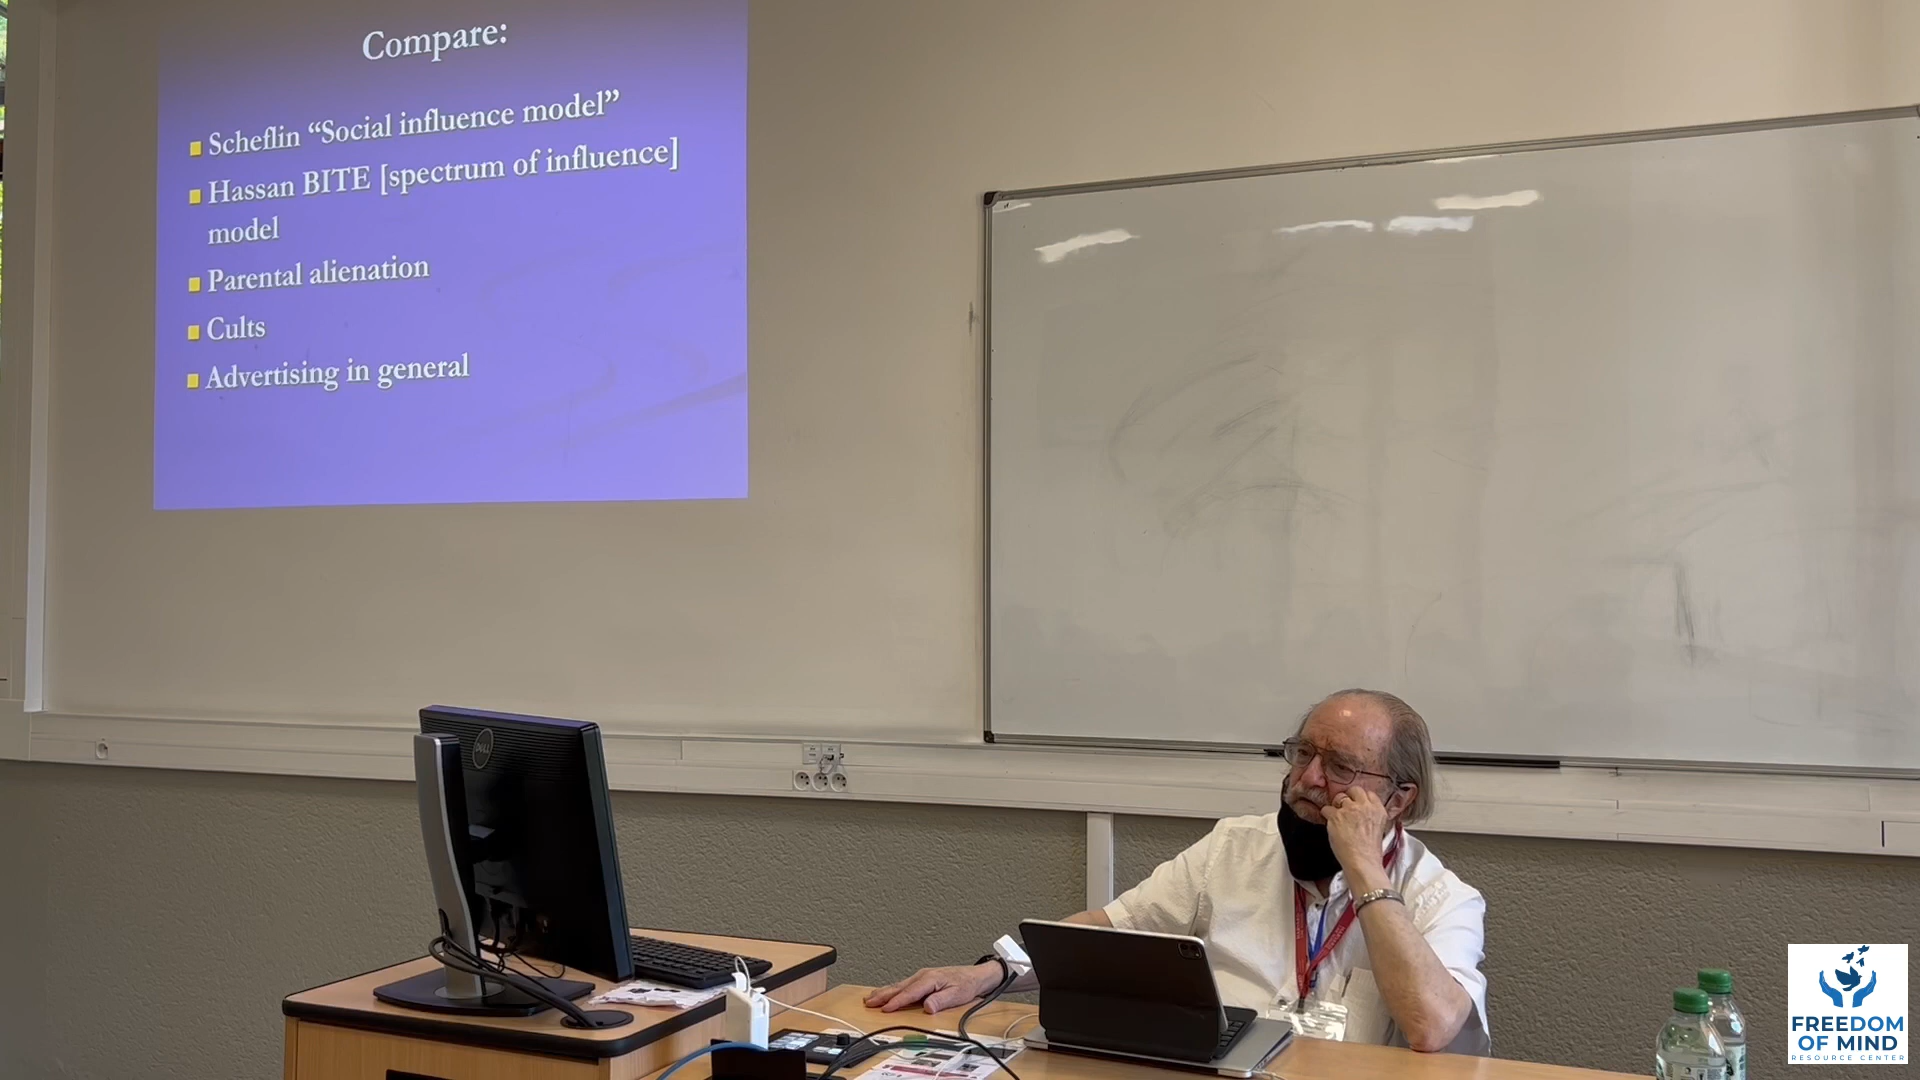 Compare:
Scheflin “Social influence model”
Hassan BITE [spectrum of influence]
model
Parental alienation
Cults
Advertising in general
DELL
FREEDOM
OF MIND
RESOURCE CENTER